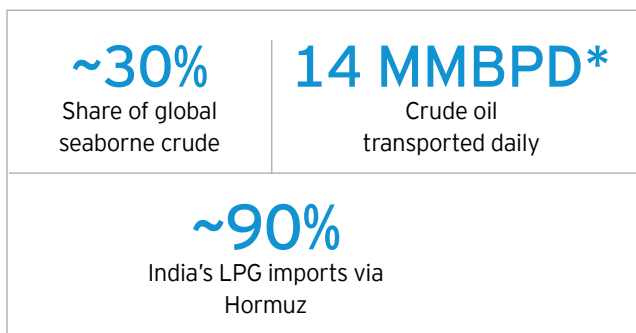 ~30%
Share of global
seaborne crude
14 MMBPD*
Crude oil
transported daily
~90%
India's LPG imports via
Hormuz